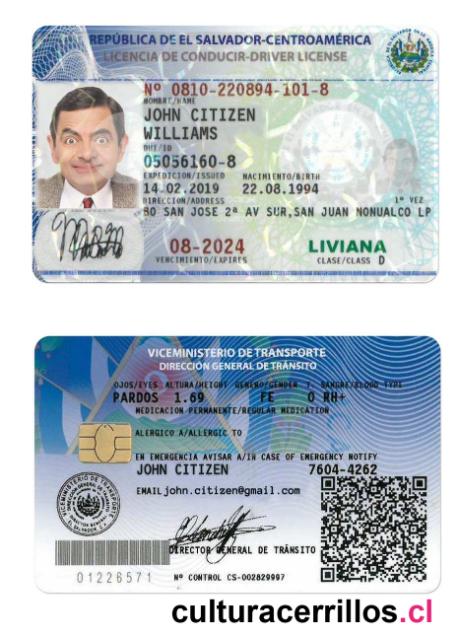 REPÚBLICA DE EL SALVADOR-CENTROAMÉRICA
LICENCIA DE CONDUCIR-DRIVER LICENSE
Nº 0810-220894-101-8
NOMBRE/NAME
JOHN CITIZEN
WILLIAMS
DUI/ID
05056160-8
EXPEDICION/ISSUED NACIMIENTO/BIRTH
14.02.2019 22.08.1994
DIRECCION/ADDRESS 1ª VEZ
BO SAN JOSE 2ª AV SUR,SAN JUAN NONUALCO LP
08-2024 LIVIANA
VENCIMIENTO/EXPIRES CLASE/CLASS D
VICEMINISTERIO DE TRANSPORTE
DIRECCIÓN GENERAL DE TRÁNSITO
OJOS/EYES ALTURA/HEIGHT GENERO/GENDER T. SANGRE/BLOOD TYPE
PARDOS 1.69 FE O RH+
MEDICACION PERMANENTE/REGULAR MEDICATION
ALERGICO A/ALLERGIC TO
EN EMERGENCIA AVISAR A/IN CASE OF EMERGENCY NOTIFY
JOHN CITIZEN 7604-4262
EMAIL john.citizen@gmail.com
VICEMINISTERIO DE TRANSPORTE
DIRECTOR GENERAL DE TRÁNSITO
01226571
Nº CONTROL CS-002829997
culturacerrillos.cl